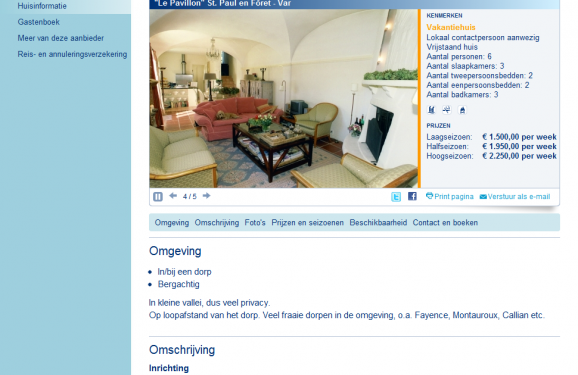 Huisinformatie
Gastenboek
Meer van deze aanbieder
Reis- en annuleringsverzekering
"Le Pavillon" St. Paul en Fôret - Var
KENMERKEN
Vakantiehuis
Lokaal contactpersoon aanwezig
Vrijstaand huis
Aantal personen: 6
Aantal slaapkamers: 3
Aantal tweepersoonsbedden: 2
Aantal eenpersoonsbedden: 2
Aantal badkamers: 3
PRIJZEN
Laagseizoen: € 1.500,00 per week
Halfseizoen: € 1.950,00 per week
Hoogseizoen: € 2.250,00 per week
4 / 5
Print pagina Verstuur als e-mail
Omgeving Omschrijving Foto's Prijzen en seizoenen Beschikbaarheid Contact en boeken
Omgeving
In/bij een dorp
Bergachtig
In kleine vallei, dus veel privacy.
Op loopafstand van het dorp. Veel fraaie dorpen in de omgeving, o.a. Fayence, Montauroux, Callian etc.
Omschrijving
Inrichting